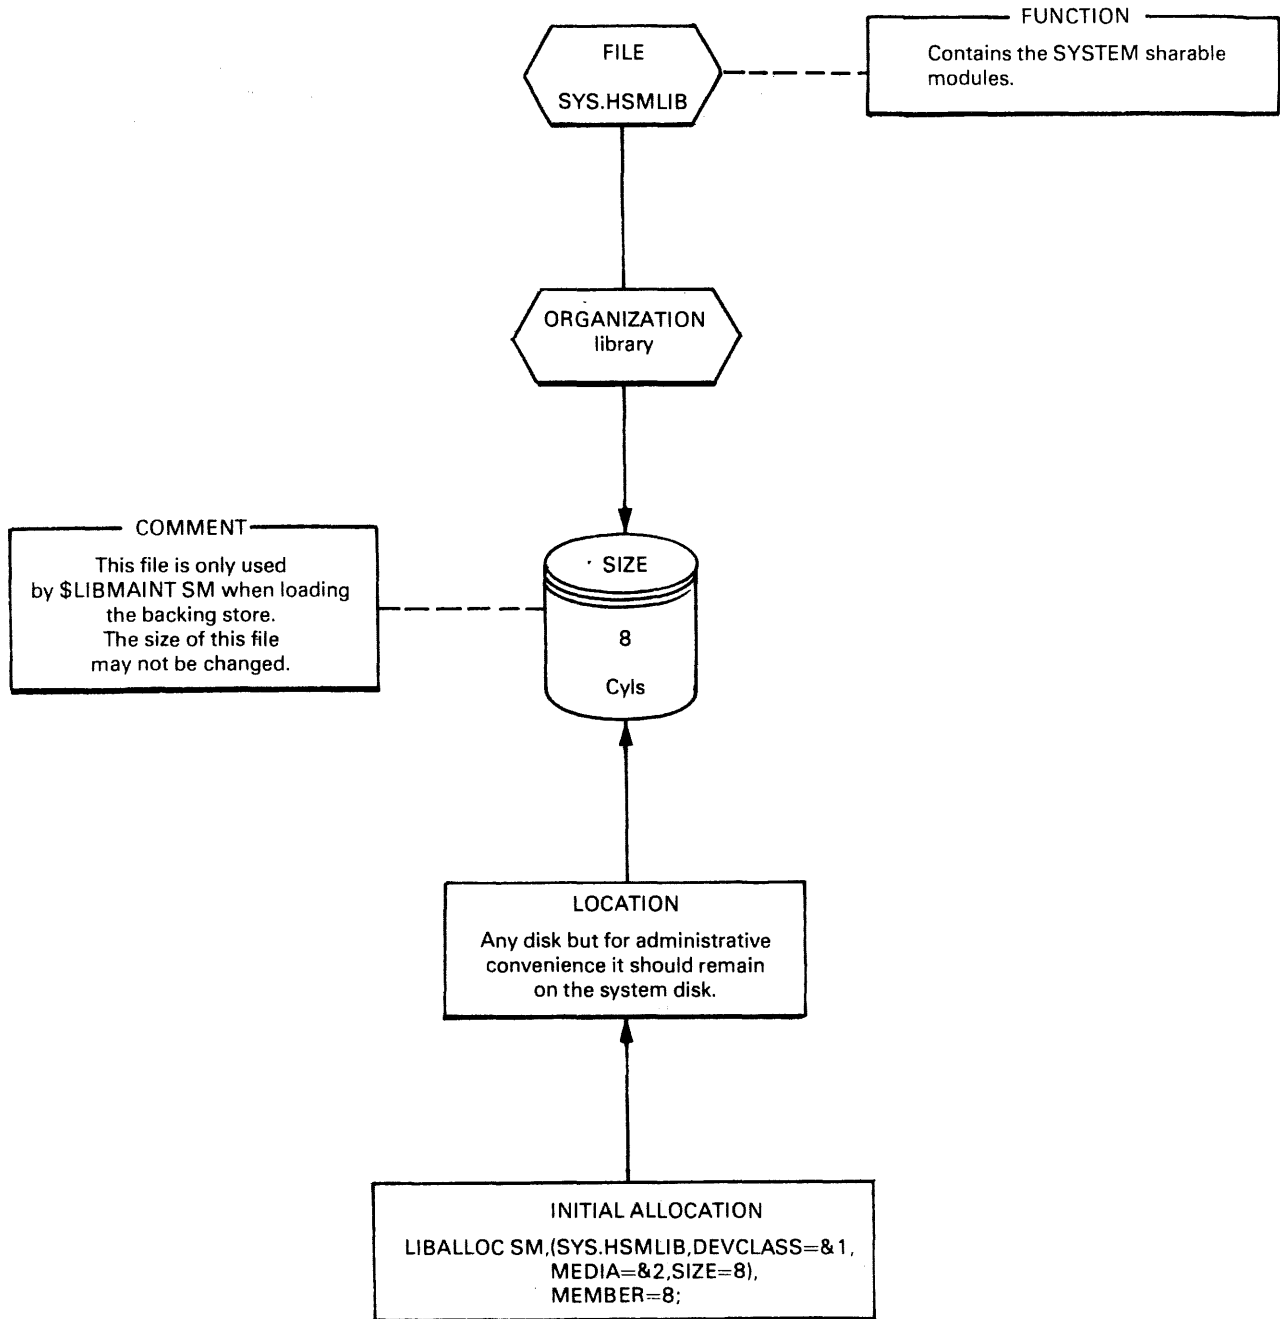 FILE
SYS.HSMLIB
FUNCTION
Contains the SYSTEM sharable
modules.
ORGANIZATION
library
COMMENT
This file is only used
by $LIBMAINT SM when loading
the backing store.
The size of this file
may not be changed.
SIZE
8
Cyls
LOCATION
Any disk but for administrative
convenience it should remain
on the system disk.
INITIAL ALLOCATION
LIBALLOC SM,(SYS.HSMLIB,DEVCLASS=&1,
MEDIA=&2,SIZE=8),
MEMBER=8;